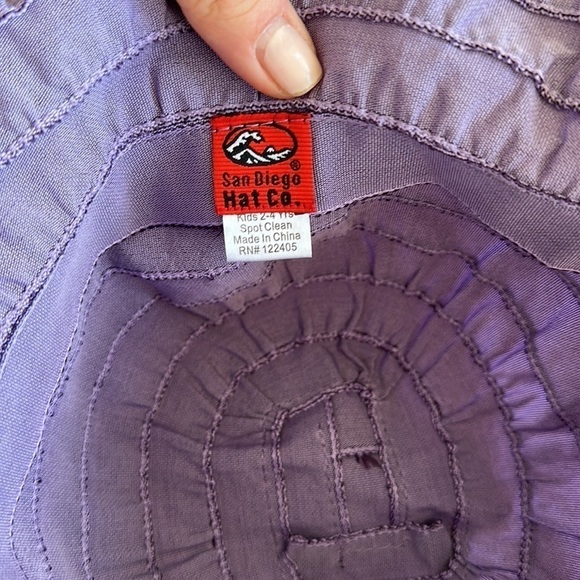 ®
San Diego
Hat Co.
Kids 2-4 Yrs
Spot Clean
Made In China
RN# 122405